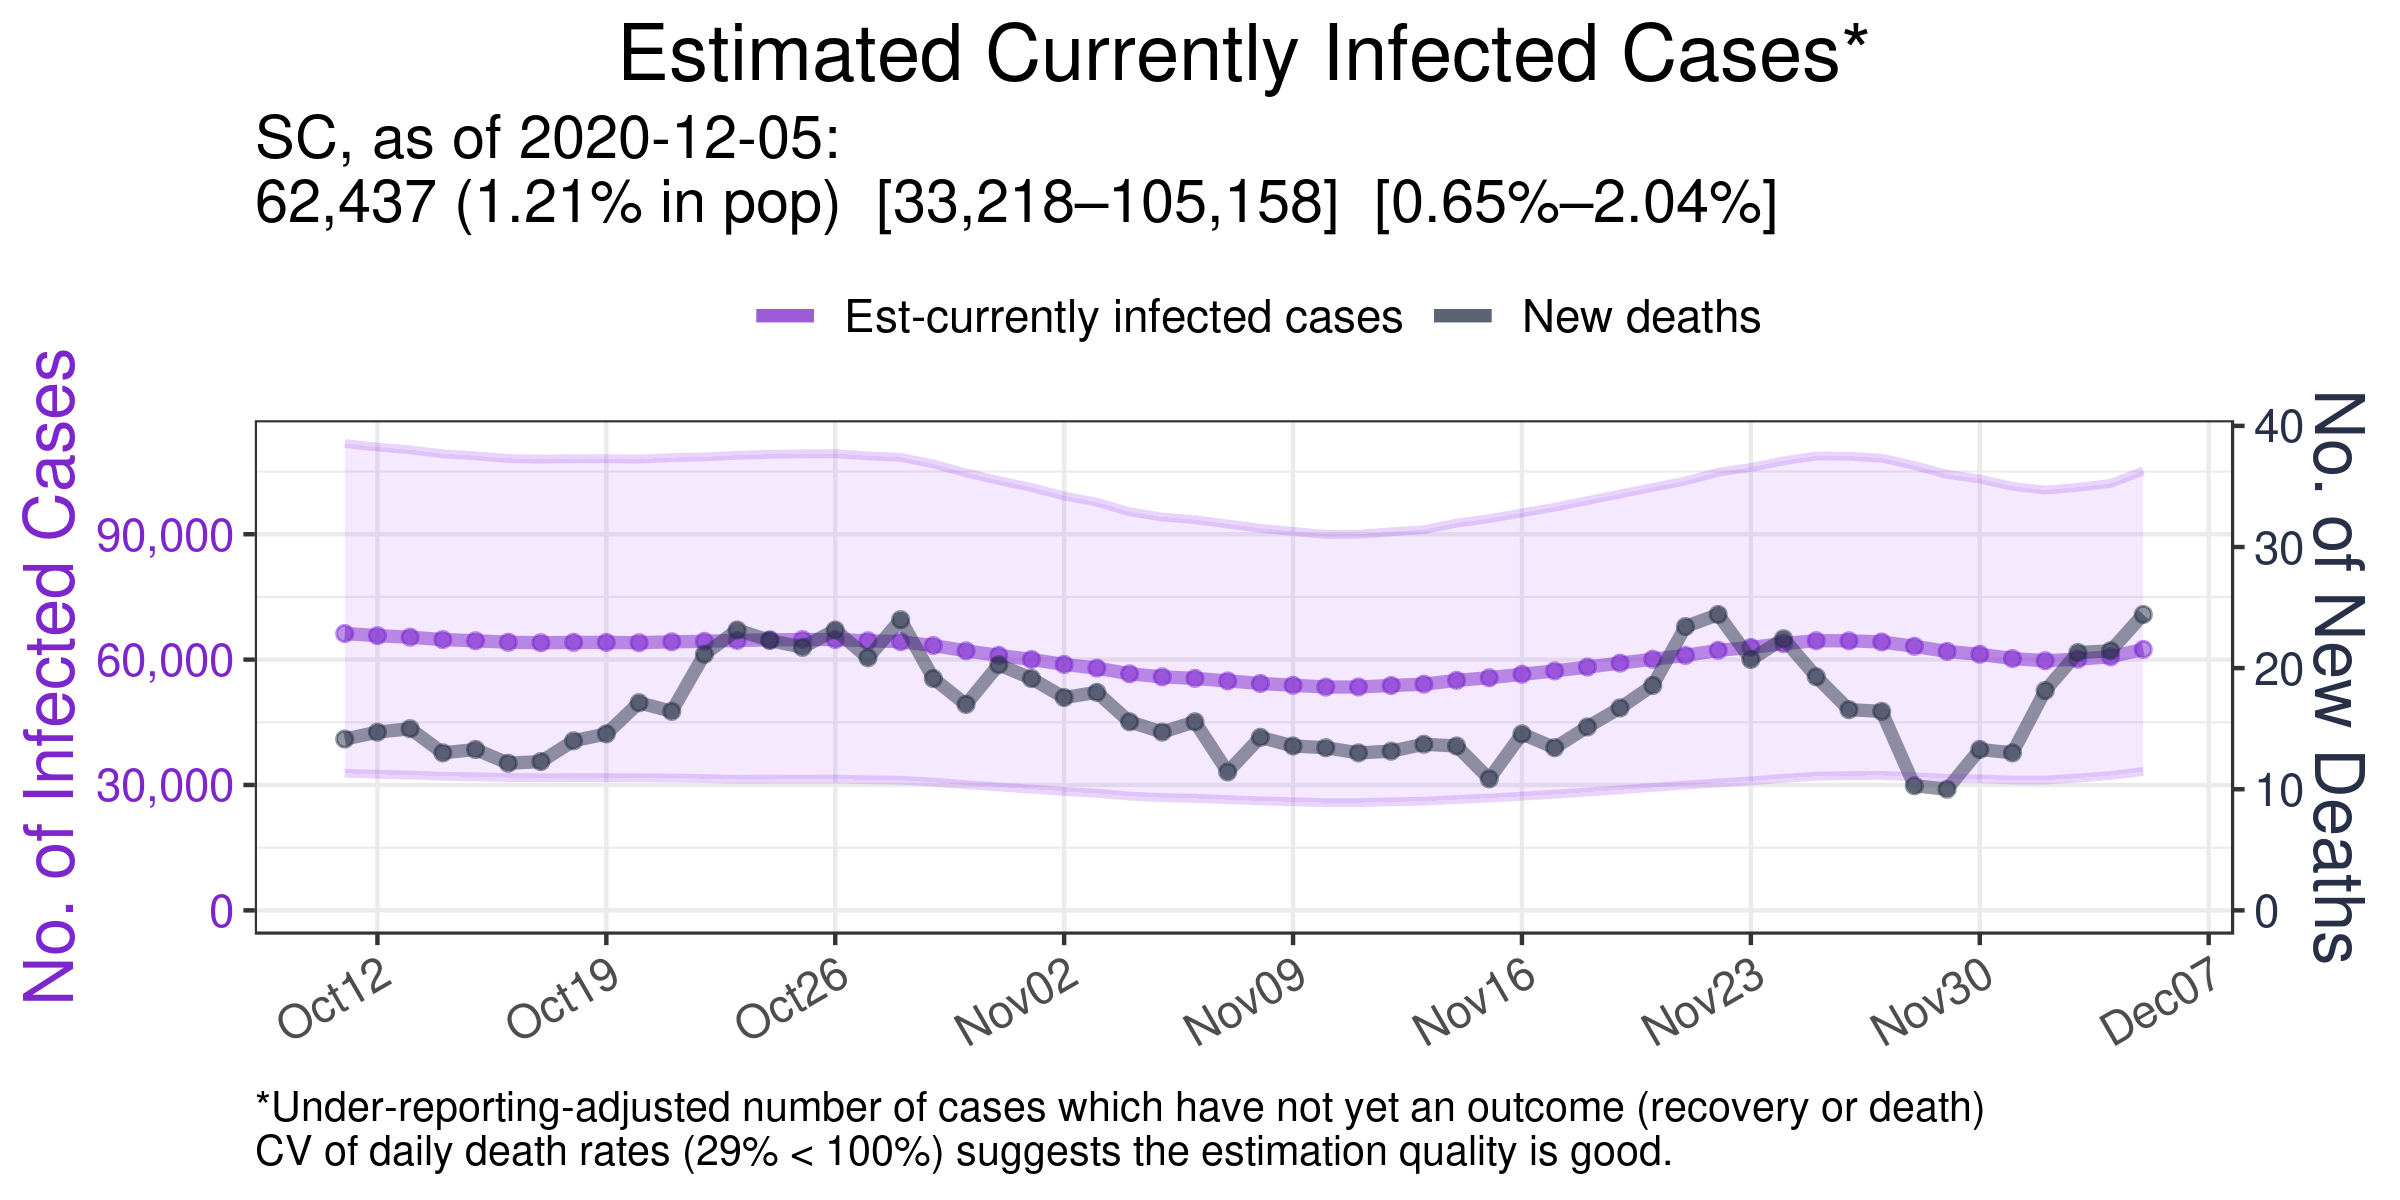 Estimated Currently Infected Cases*
SC, as of 2020-12-05:
62,437 (1.21% in pop)  [33,218–105,158]  [0.65%–2.04%]
Est-currently infected cases
New deaths
No. of Infected Cases
90,000
60,000
30,000
0
40
30
20
10
0
No. of New Deaths
Oct12
Oct19
Oct26
Nov02
Nov09
Nov16
Nov23
Nov30
Dec07
*Under-reporting-adjusted number of cases which have not yet an outcome (recovery or death)
CV of daily death rates (29% < 100%) suggests the estimation quality is good.